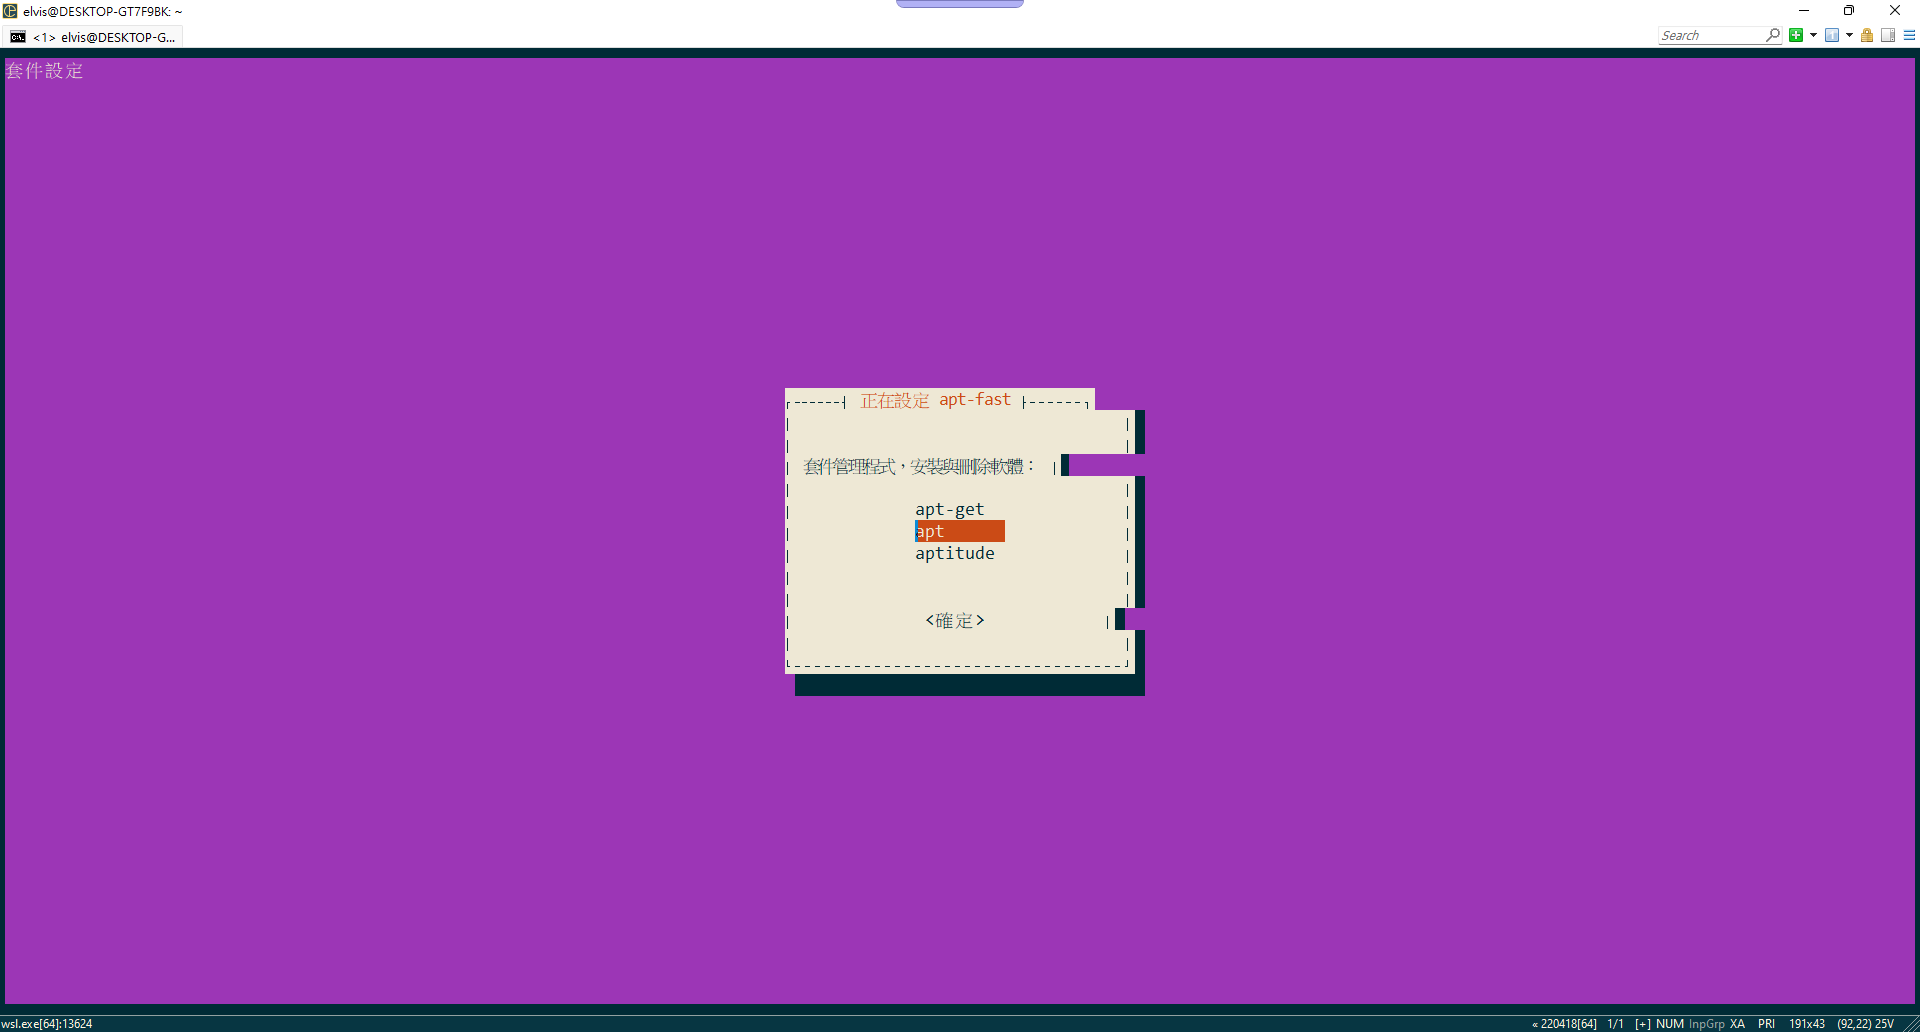 elvis@DESKTOP-GT7F9BK: ~
<1> elvis@DESKTOP-G...
Search
套件設定
正在設定 apt-fast
套件管理程式，安裝與刪除軟體：
apt-get
apt
aptitude
<確定>
wsl.exe[64]:13624
« 220418[64] 1/1 [+] NUM InpGrp XA PRI 191x43 (92,22) 25V